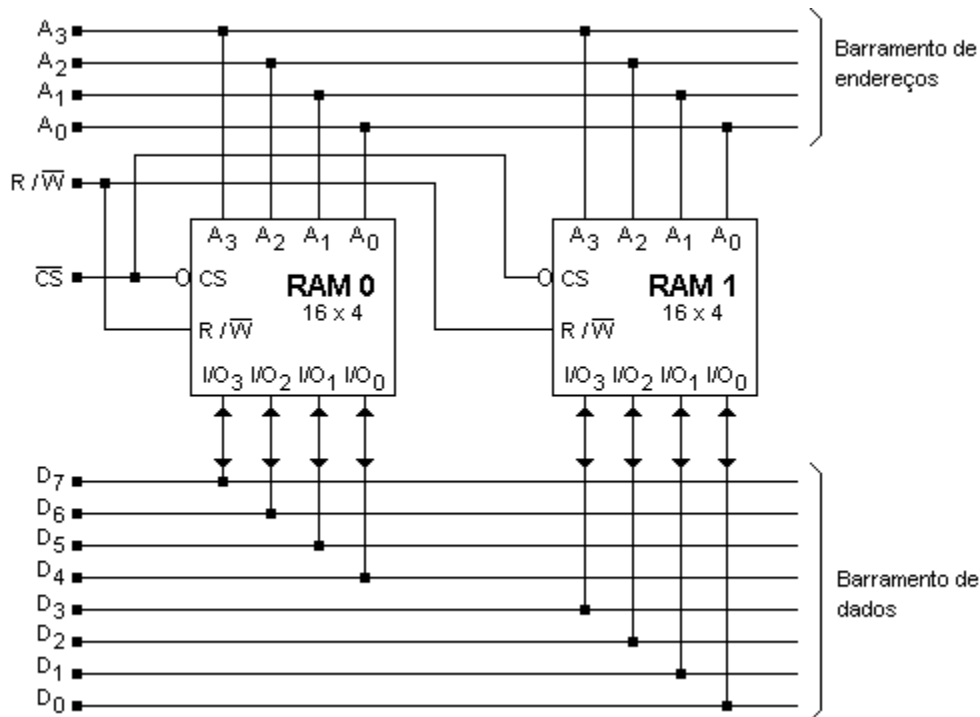 A3
A2
A1
A0
Barramento de
endereços
R / W̅
C̅S̅
A3 A2 A1 A0
CS
RAM 0
16 x 4
R / W̅
I/O3 I/O2 I/O1 I/O0
A3 A2 A1 A0
CS
RAM 1
16 x 4
R / W̅
I/O3 I/O2 I/O1 I/O0
D7
D6
D5
D4
D3
D2
D1
D0
Barramento de
dados